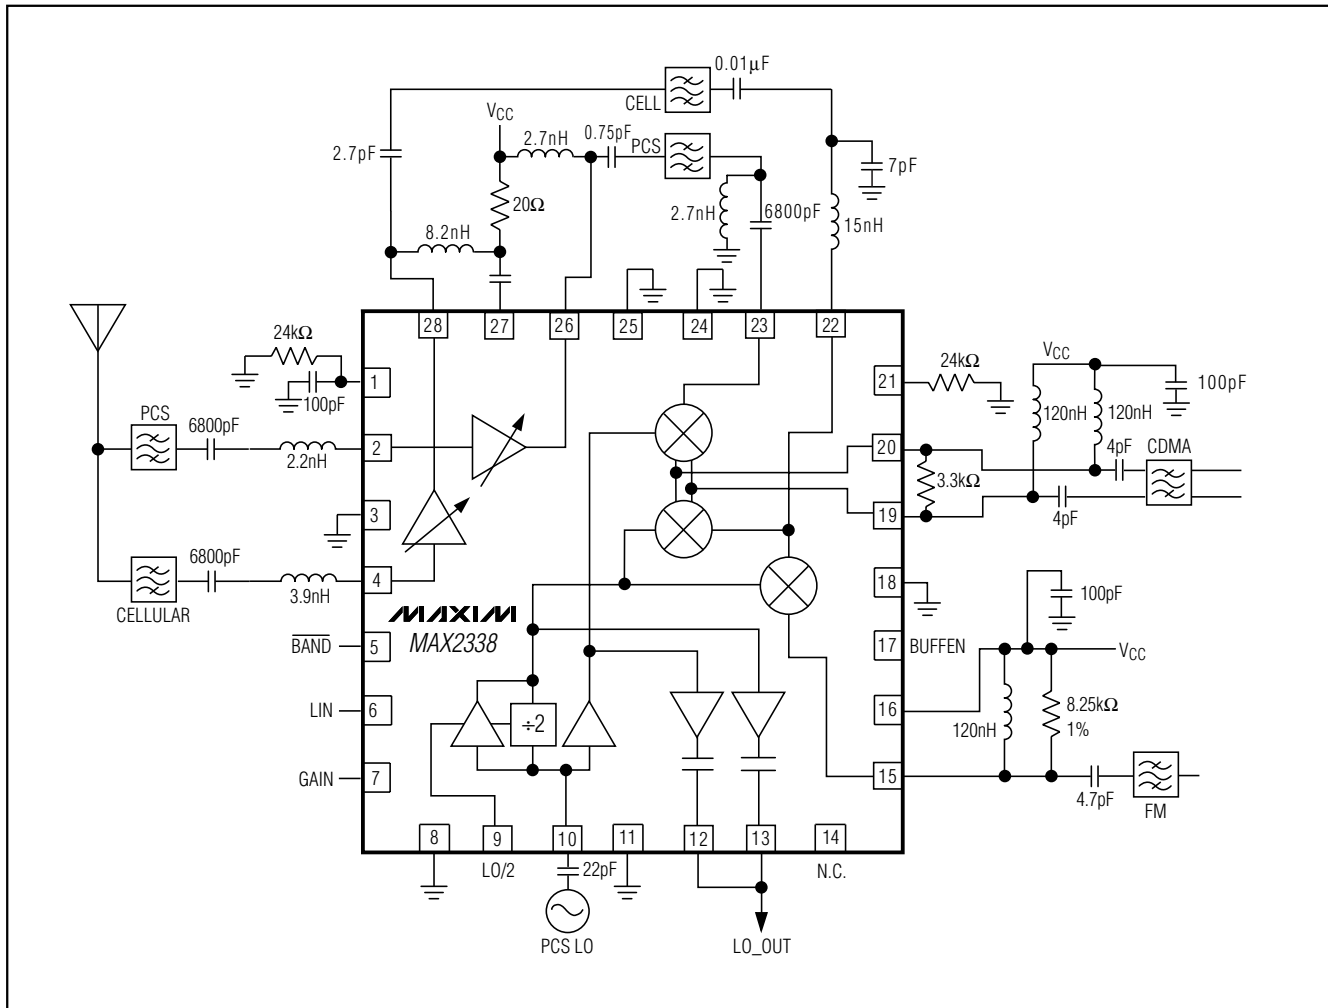 0.01μF
CELL
VCC
2.7nH
0.75pF
PCS
2.7pF
7pF
20Ω
2.7nH
6800pF
15nH
8.2nH
28
27
26
25
24
23
22
24kΩ
100pF
1
21
24kΩ
VCC
100pF
120nH
120nH
PCS
6800pF
2.2nH
2
20
4pF
CDMA
3.3kΩ
3
19
4pF
6800pF
3.9nH
4
CELLULAR
18
100pF
MAXIM
MAX2338
BAND
5
17
BUFFEN
VCC
LIN
6
16
÷2
120nH
8.25kΩ
1%
GAIN
7
15
4.7pF
FM
8
9
10
11
12
13
14
LO/2
22pF
N.C.
PCS LO
LO_OUT